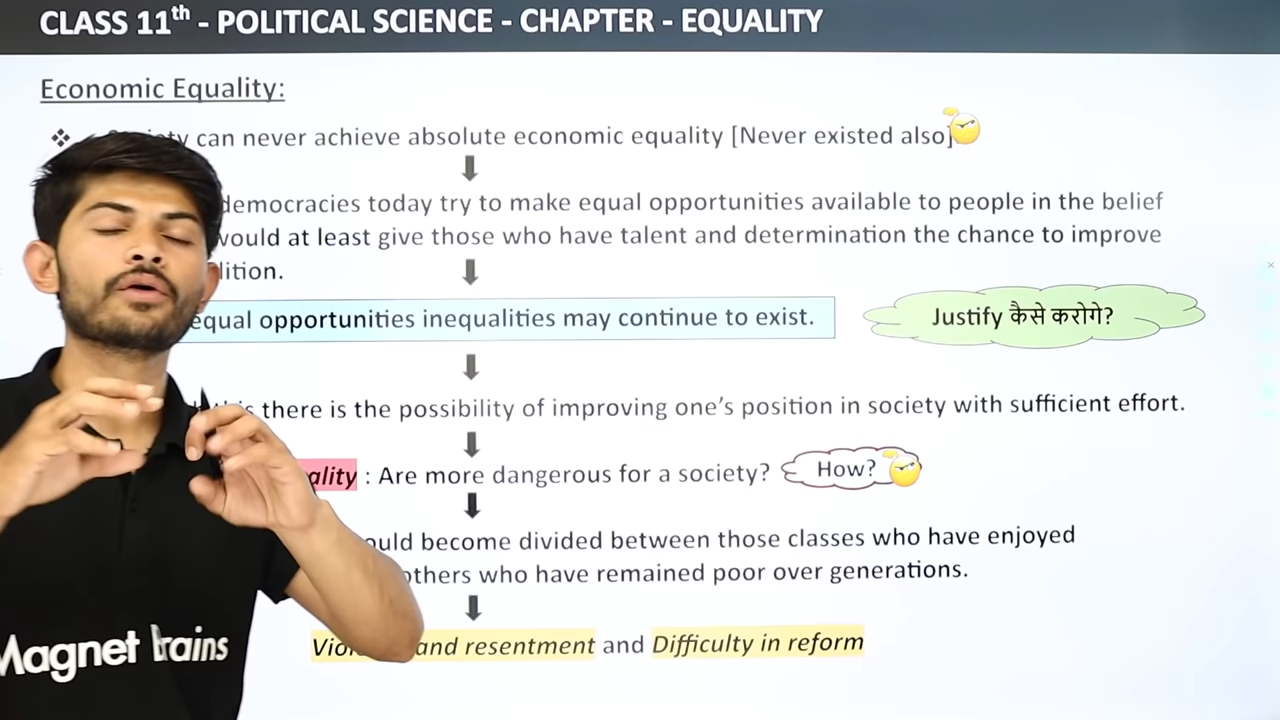 CLASS 11th - POLITICAL SCIENCE - CHAPTER - EQUALITY
Economic Equality:
can never achieve absolute economic equality [Never existed also]
democracies today try to make equal opportunities available to people in the belief
would at least give those who have talent and determination the chance to improve
equal opportunities inequalities may continue to exist.
Justify कैसे करोगे?
there is the possibility of improving one's position in society with sufficient effort.
: Are more dangerous for a society?
How?
become divided between those classes who have enjoyed
others who have remained poor over generations.
and resentment and Difficulty in reform
Magnet brains